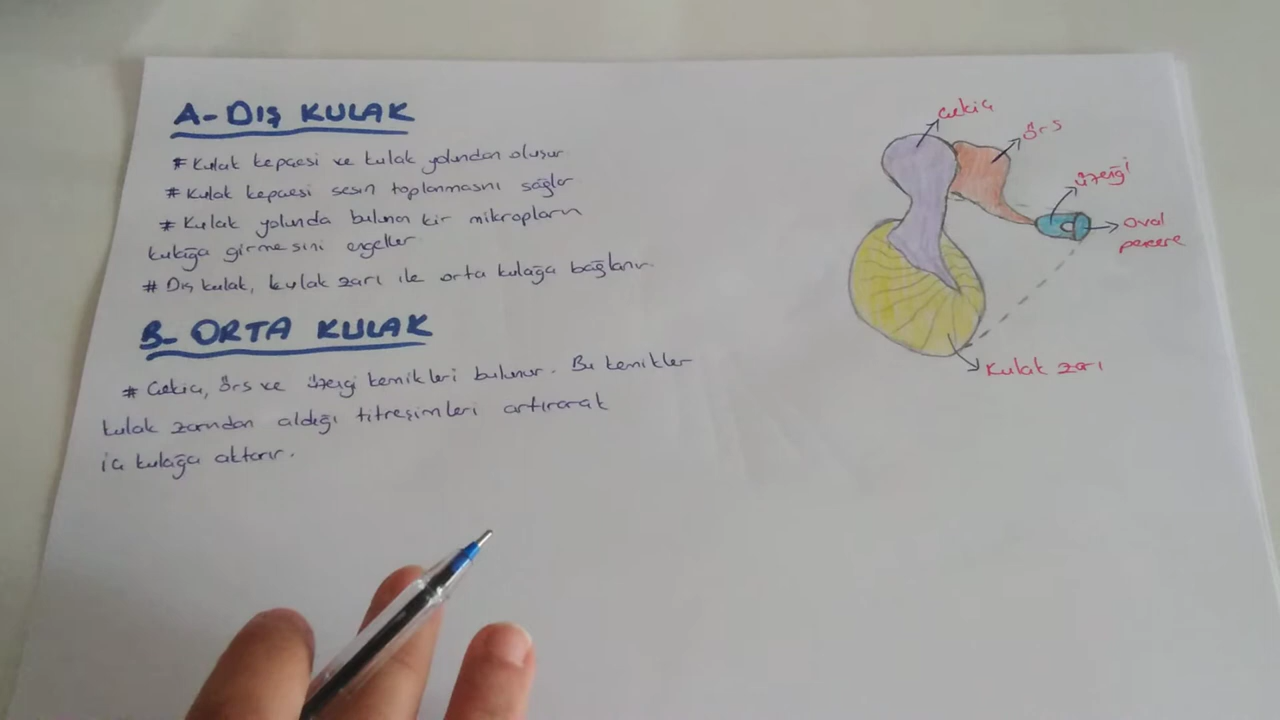 A- DIŞ KULAK
# Kulak kepçesi ve kulak yolundan oluşur.
# Kulak kepçesi sesin toplanmasını sağlar
# Kulak yolunda bulunan kir mikropların
kulağa girmesini engeller
# Dış kulak, kulak zarı ile orta kulağa bağlanır.
B- ORTA KULAK
# Çekiç, örs ve üzengi kemikleri bulunur. Bu kemikler
kulak zarından aldığı titreşimleri artırarak
iç kulağa aktarır.
Çekiç
örs
üzengi
Oval
pencere
Kulak zarı